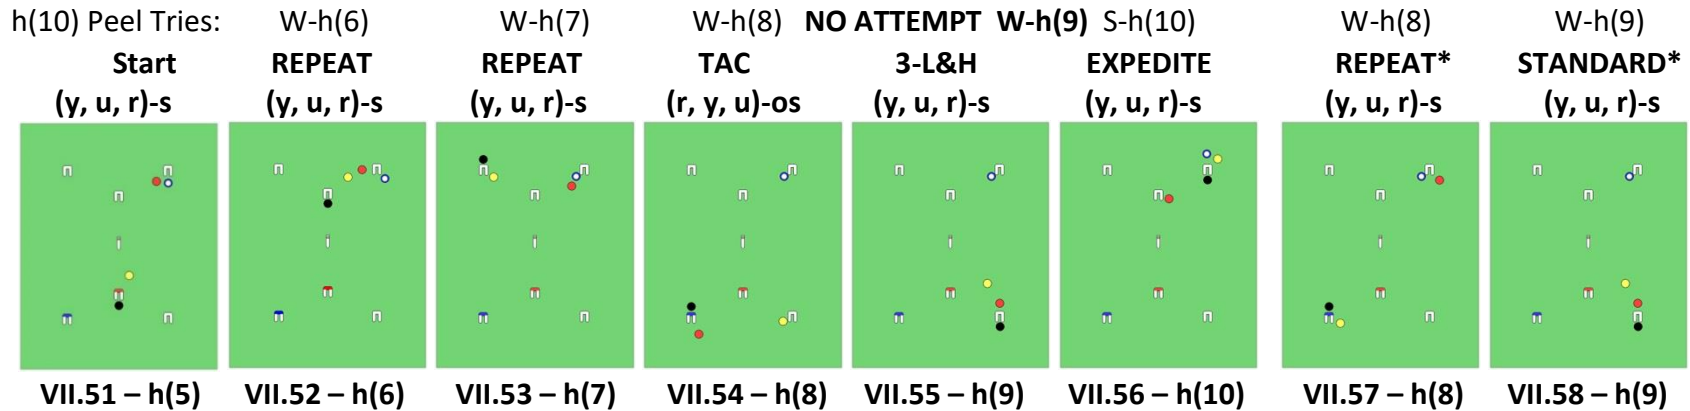 h(10) Peel Tries: W-h(6) W-h(7) W-h(8) NO ATTEMPT W-h(9) S-h(10) W-h(8) W-h(9)
Start REPEAT REPEAT TAC 3-L&H EXPEDITE REPEAT* STANDARD*
(y, u, r)-s (y, u, r)-s (y, u, r)-s (r, y, u)-os (y, u, r)-s (y, u, r)-s (y, u, r)-s (y, u, r)-s
VII.51 – h(5) VII.52 – h(6) VII.53 – h(7) VII.54 – h(8) VII.55 – h(9) VII.56 – h(10) VII.57 – h(8) VII.58 – h(9)